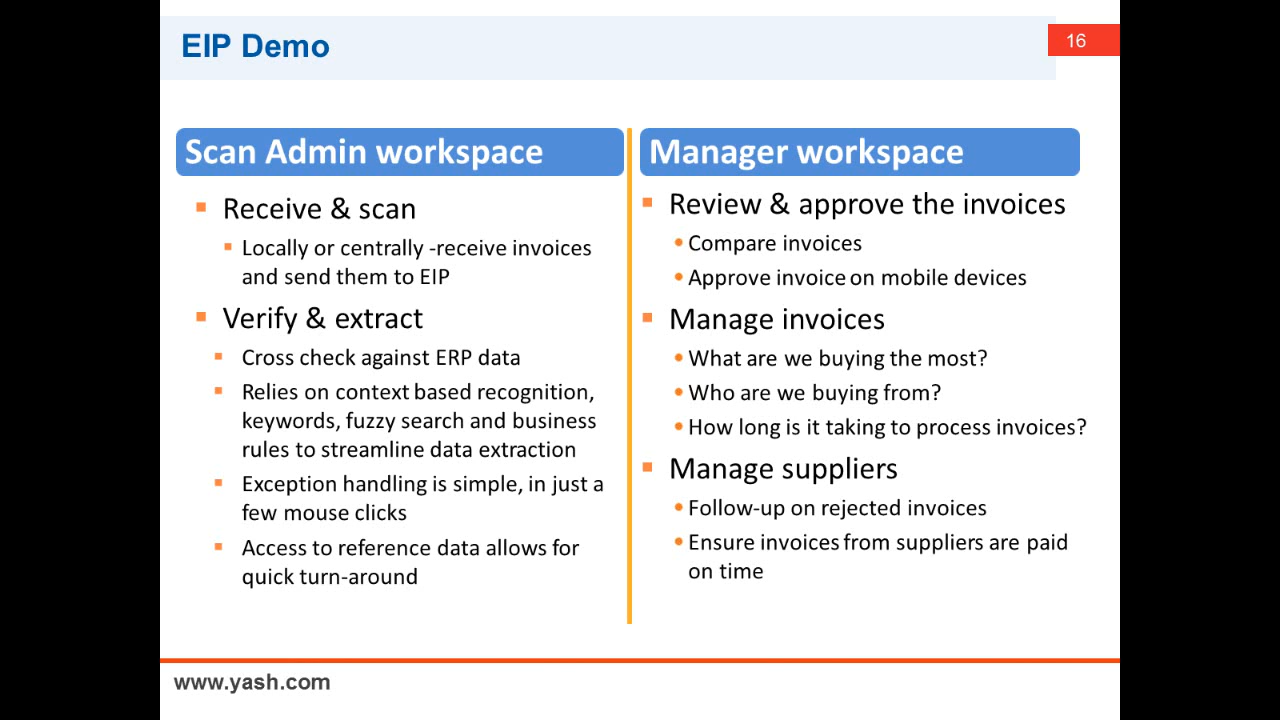 EIP Demo
16
Scan Admin workspace
Receive & scan
Locally or centrally -receive invoices
and send them to EIP
Verify & extract
Cross check against ERP data
Relies on context based recognition,
keywords, fuzzy search and business
rules to streamline data extraction
Exception handling is simple, in just a
few mouse clicks
Access to reference data allows for
quick turn-around
Manager workspace
Review & approve the invoices
Compare invoices
Approve invoice on mobile devices
Manage invoices
What are we buying the most?
Who are we buying from?
How long is it taking to process invoices?
Manage suppliers
Follow-up on rejected invoices
Ensure invoices from suppliers are paid
on time
www.yash.com